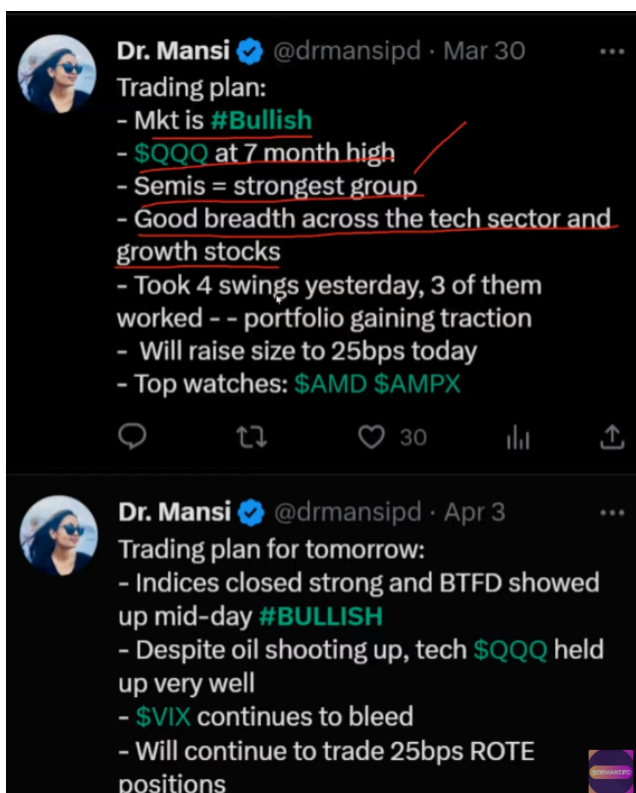 Dr. Mansi @drmansipd · Mar 30
Trading plan:
- Mkt is #Bullish
- $QQQ at 7 month high
- Semis = strongest group
- Good breadth across the tech sector and
growth stocks
- Took 4 swings yesterday, 3 of them
worked - - portfolio gaining traction
- Will raise size to 25bps today
- Top watches: $AMD $AMPX
30
Dr. Mansi @drmansipd · Apr 3
Trading plan for tomorrow:
- Indices closed strong and BTFD showed
up mid-day #BULLISH
- Despite oil shooting up, tech $QQQ held
up very well
- $VIX continues to bleed
- Will continue to trade 25bps ROTE
positions
@DRMANSIPD